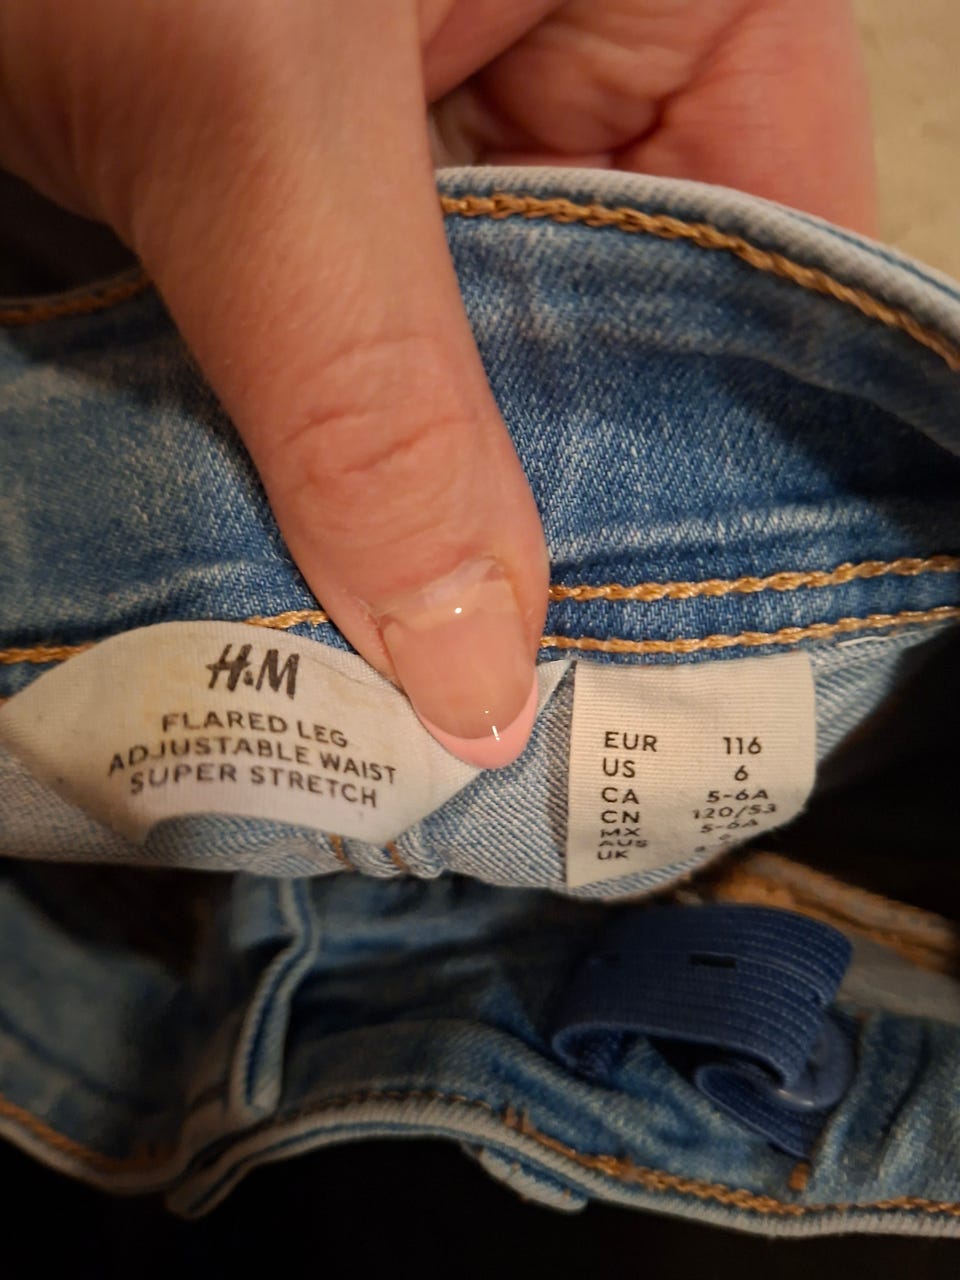 H&M
FLARED LEG
ADJUSTABLE WAIST
SUPER STRETCH
EUR 116
US 6
CA 5-6A
CN 120/53
MX 5-6A
AUS
UK